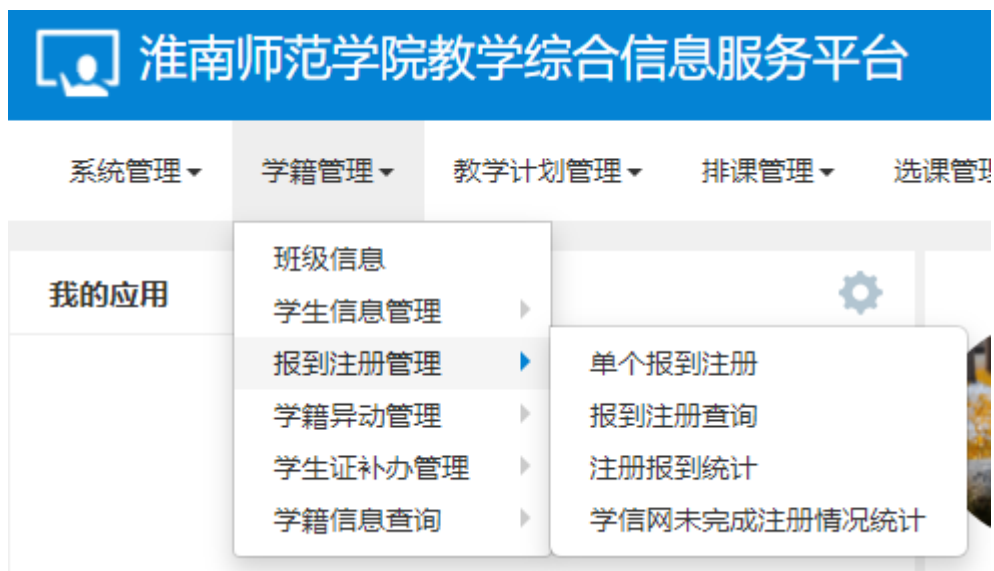 淮南师范学院教学综合信息服务平台
系统管理 学籍管理 教学计划管理 排课管理 选课管
班级信息
我的应用
学生信息管理
报到注册管理 单个报到注册
学籍异动管理 报到注册查询
学生证补办管理 注册报到统计
学籍信息查询 学信网未完成注册情况统计